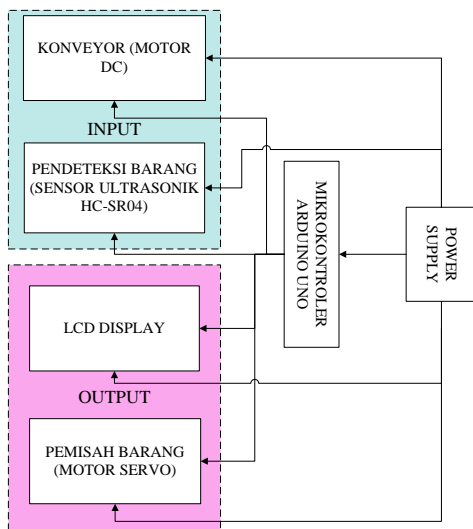 KONVEYOR (MOTOR
DC)
INPUT
PENDETEKSI BARANG
(SENSOR ULTRASONIK
HC-SR04)
MIKROKONTROLER
ARDUINO UNO
POWER
SUPPLY
LCD DISPLAY
OUTPUT
PEMISAH BARANG
(MOTOR SERVO)